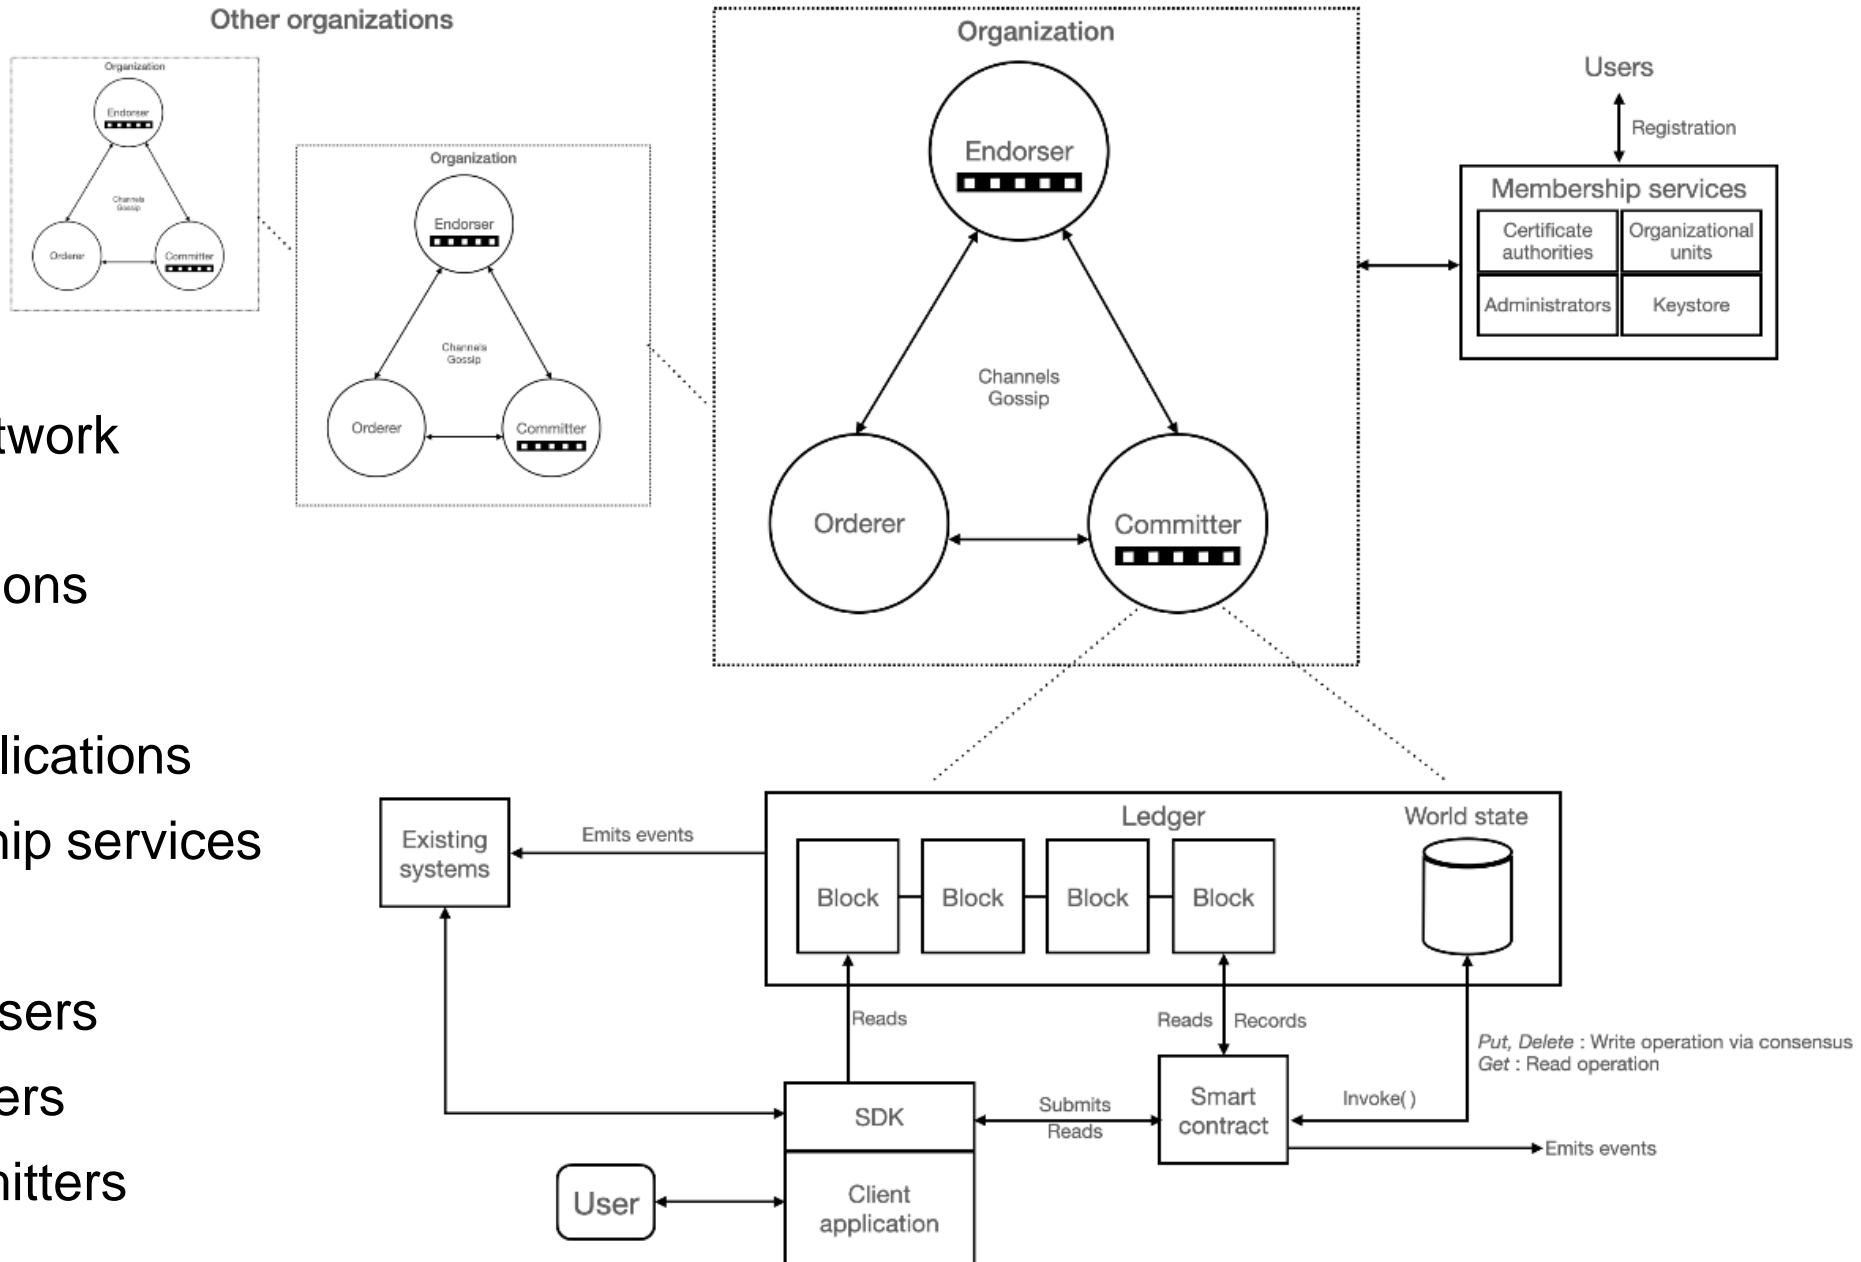 Other organizations
Organization
Endorser
Channels
Gossip
Orderer
Committer
Organization
Endorser
Channels
Gossip
Orderer
Committer
Organization
Endorser
Channels
Gossip
Orderer
Committer
Users
Registration
Membership services
Certificate
authorities
Organizational
units
Administrators
Keystore
twork
ons
lications
hip services
sers
ers
nitters
Existing
systems
Emits events
Ledger
World state
Block
Block
Block
Block
Reads
Reads
Records
Put, Delete : Write operation via consensus
Get : Read operation
SDK
Submits
Reads
Smart
contract
Invoke( )
Emits events
User
Client
application